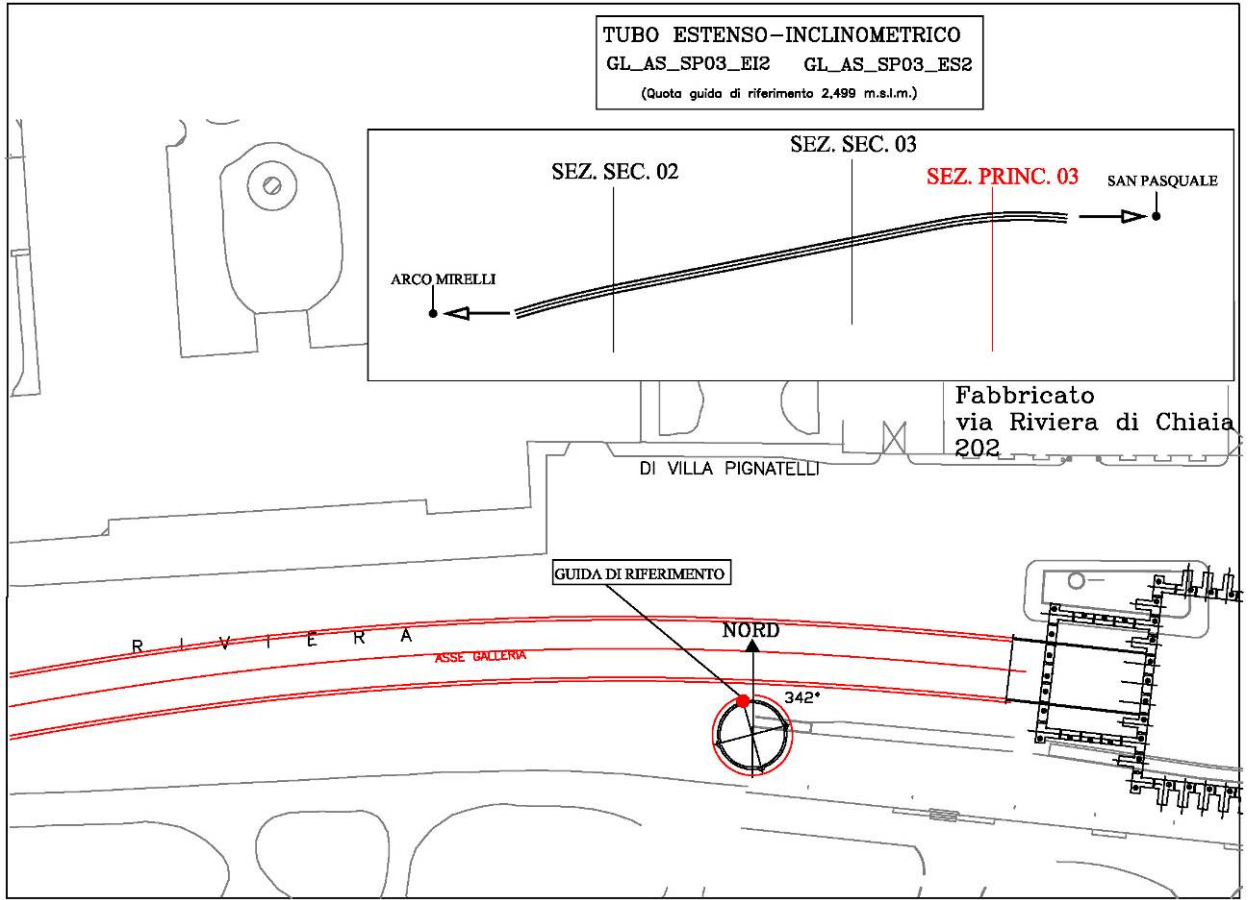 TUBO ESTENSO-INCLINOMETRICO
GL_AS_SP03_EI2 GL_AS_SP03_ES2
(Quota guida di riferimento 2,499 m.s.l.m.)
SEZ. SEC. 02
SEZ. SEC. 03
SEZ. PRINC. 03
SAN PASQUALE
ARCO MIRELLI
Fabbricato
via Riviera di Chiaia
202
DI VILLA PIGNATELLI
GUIDA DI RIFERIMENTO
NORD
RIVIERA
ASSE GALLERIA
342°